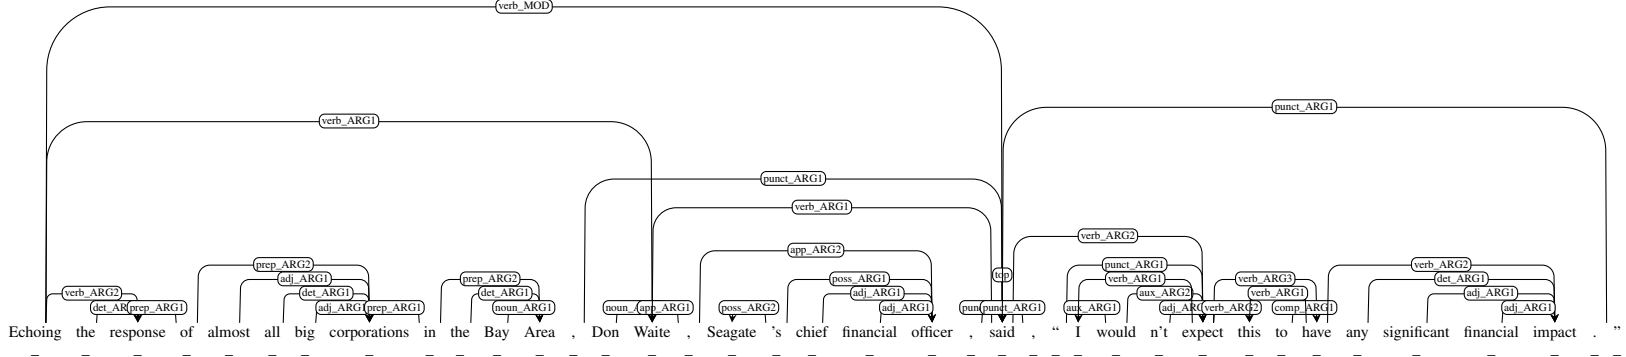 verb_MOD
punct_ARG1
verb_ARG1
punct_ARG1
verb_ARG1
verb_ARG2
app_ARG2
prep_ARG2 punct_ARG1 verb_ARG2
top
adj_ARG1 prep_ARG2 poss_ARG1 verb_ARG1 verb_ARG3 det_ARG1
verb_ARG2 det_ARG1 det_ARG1 adj_ARG1 aux_ARG2 verb_ARG1 adj_ARG1
prep_ARG1 prep_ARG1 noun_ARG1 app_ARG1 poss_ARG2 adj_ARG1 punct_ARG1 aux_ARG1 verb_ARG2 comp_ARG1 adj_ARG1
Echoing the response of almost all big corporations in the Bay Area , Don Waite , Seagate 's chief financial officer , said , “ I would n't expect this to have any significant financial impact . ”